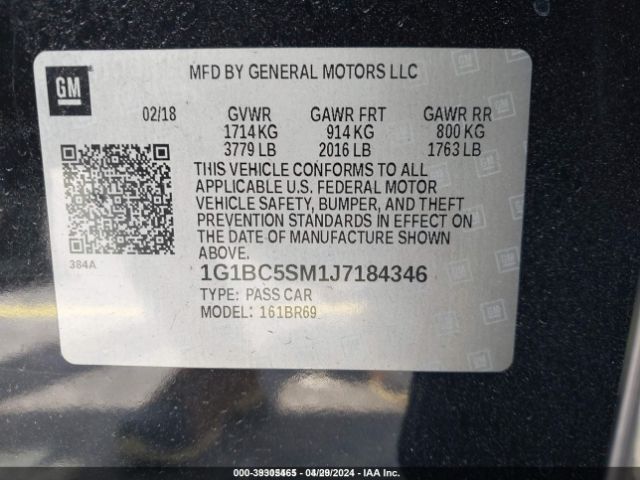 GM
MFD BY GENERAL MOTORS LLC
02/18 GVWR GAWR FRT GAWR RR
1714 KG 914 KG 800 KG
3779 LB 2016 LB 1763 LB
THIS VEHICLE CONFORMS TO ALL
APPLICABLE U.S. FEDERAL MOTOR
VEHICLE SAFETY, BUMPER, AND THEFT
PREVENTION STANDARDS IN EFFECT ON
THE DATE OF MANUFACTURE SHOWN
ABOVE.
384A
1G1BC5SM1J7184346
TYPE: PASS CAR
MODEL: 161BR69
04/29/2024 - IAA Inc.